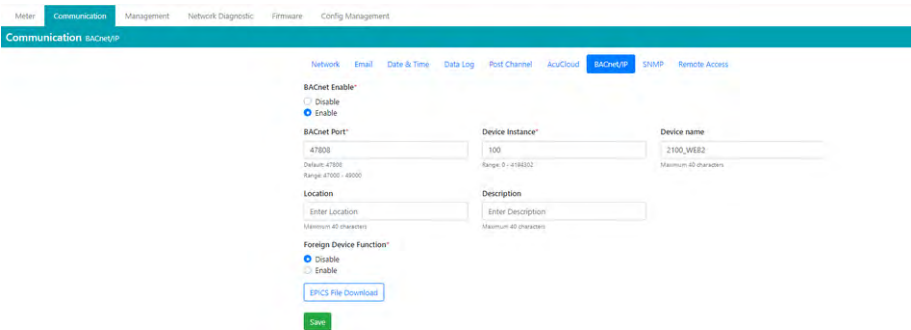 Meter Communication Management Network Diagnostic Firmware Config Management
Communication BACnet/IP
Network Email Date & Time Data Log Post Channel AcuCloud BACnet/IP SNMP Remote Access
BACnet Enable*
Disable
Enable
BACnet Port* Device Instance* Device name
47808 100 2100_WEB2
Default: 47808 Range: 0 - 4194302 Maximum 40 characters
Range: 47000 - 49000
Location Description
Enter Location Enter Description
Maximum 40 characters Maximum 40 characters
Foreign Device Function*
Disable
Enable
EPICS File Download
Save